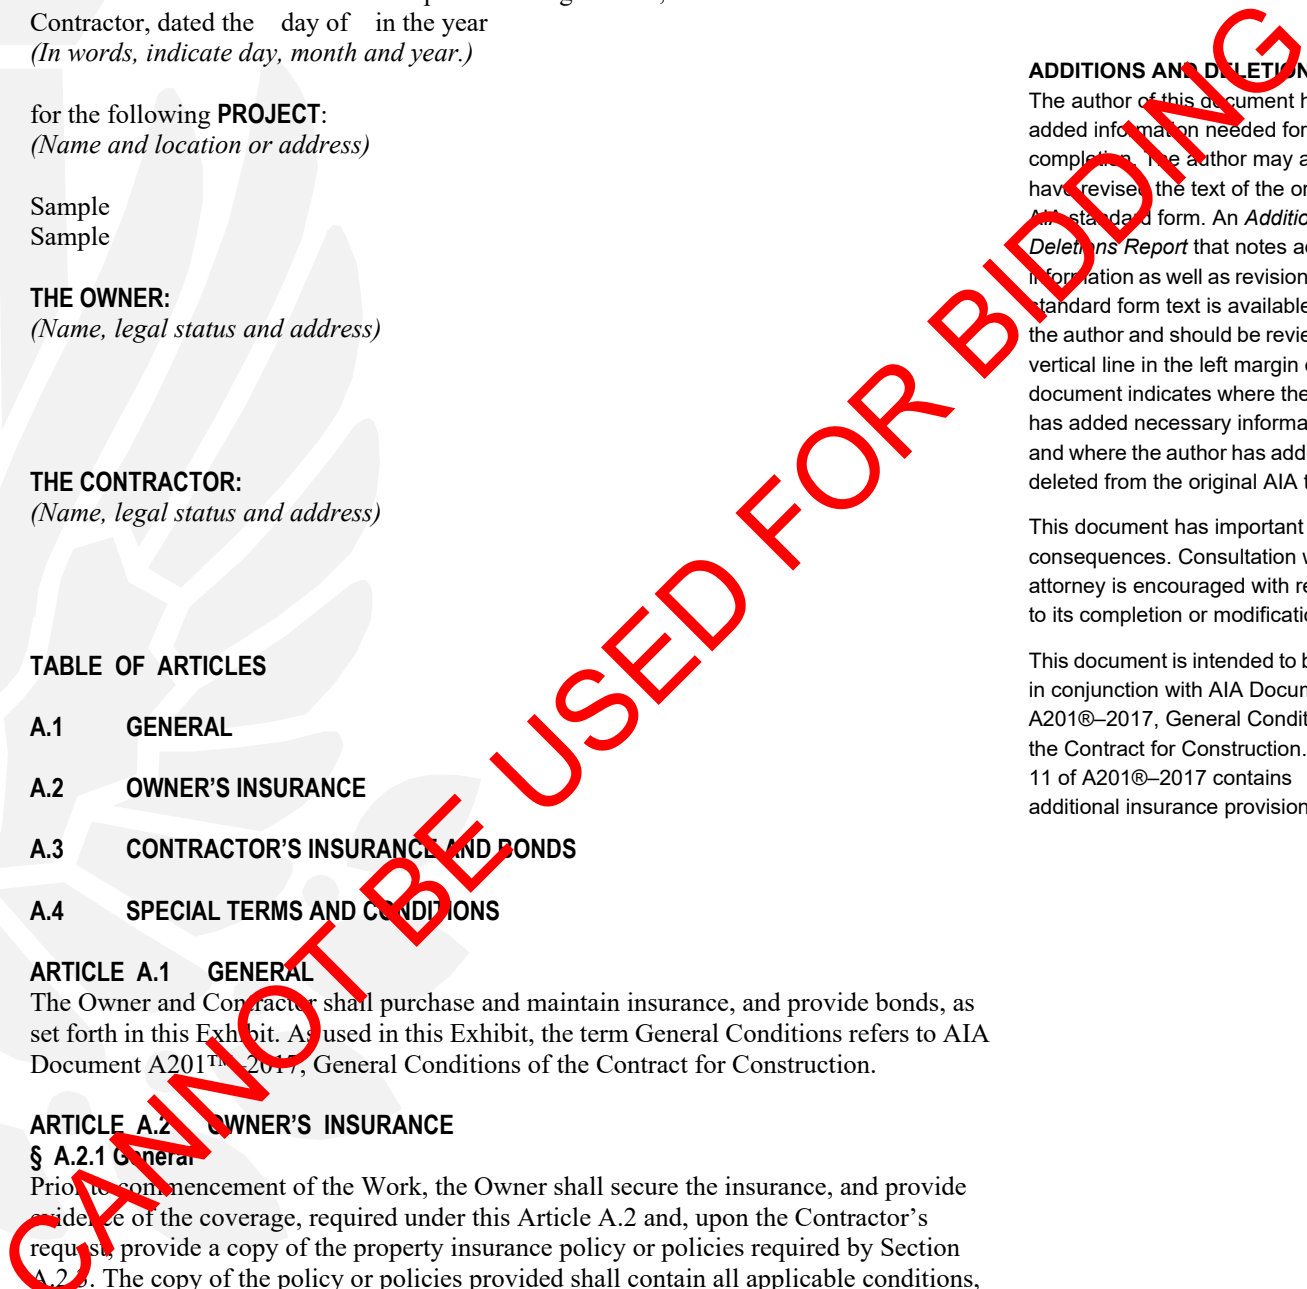 Contractor, dated the    day of    in the year
(In words, indicate day, month and year.)
for the following PROJECT:
(Name and location or address)
Sample
Sample
THE OWNER:
(Name, legal status and address)
THE CONTRACTOR:
(Name, legal status and address)
TABLE OF ARTICLES
A.1 GENERAL
A.2 OWNER'S INSURANCE
A.3 CONTRACTOR'S INSURANCE AND BONDS
A.4 SPECIAL TERMS AND CONDITIONS
ARTICLE A.1 GENERAL
The Owner and Contractor shall purchase and maintain insurance, and provide bonds, as
set forth in this Exhibit. As used in this Exhibit, the term General Conditions refers to AIA
Document A201™–2017, General Conditions of the Contract for Construction.
ARTICLE A.2 OWNER'S INSURANCE
§ A.2.1 General
Prior to commencement of the Work, the Owner shall secure the insurance, and provide
evidence of the coverage, required under this Article A.2 and, upon the Contractor's
request, provide a copy of the property insurance policy or policies required by Section
A.2.3. The copy of the policy or policies provided shall contain all applicable conditions,
ADDITIONS AND DELETION
The author of this document h
added information needed for
completion. The author may a
have revised the text of the or
AIA standard form. An Additio
Deletions Report that notes ad
information as well as revision
standard form text is available
the author and should be revie
vertical line in the left margin o
document indicates where the
has added necessary informa
and where the author has add
deleted from the original AIA t
This document has important
consequences. Consultation w
attorney is encouraged with re
to its completion or modificatio
This document is intended to b
in conjunction with AIA Docum
A201®–2017, General Condit
the Contract for Construction.
11 of A201®–2017 contains
additional insurance provision
CANNOT BE USED FOR BIDDING